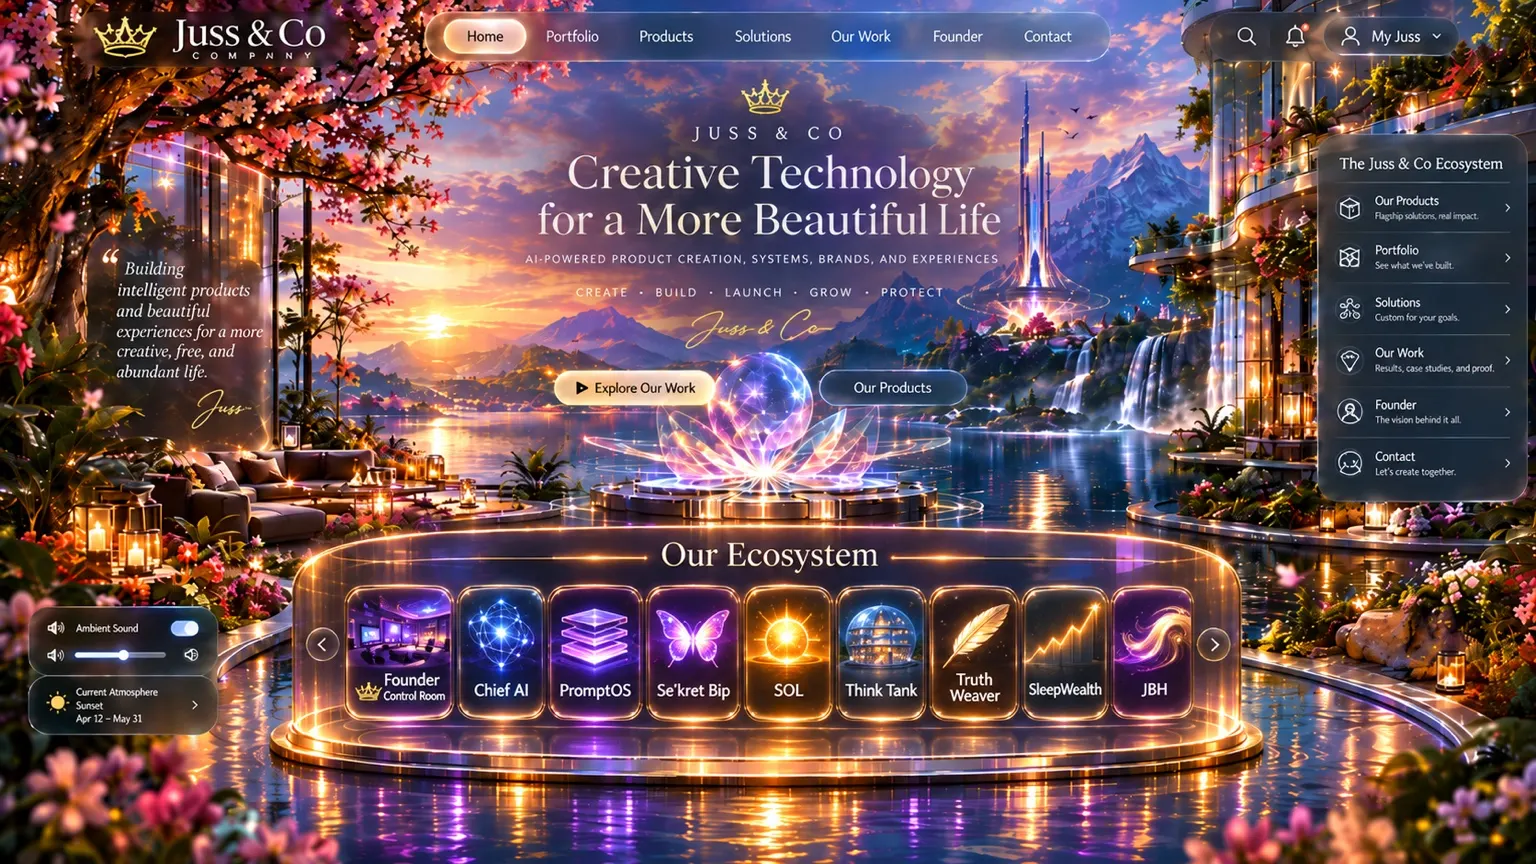 Juss & Co
COMPANY
Home
Portfolio
Products
Solutions
Our Work
Founder
Contact
My Juss
JUSS & CO
Creative Technology
for a More Beautiful Life
AI-POWERED PRODUCT CREATION, SYSTEMS, BRANDS, AND EXPERIENCES
CREATE · BUILD · LAUNCH · GROW · PROTECT
Juss & Co
Explore Our Work
Our Products
“ Building
intelligent products
and beautiful
experiences for a more
creative, free, and
abundant life.
Juss
The Juss & Co Ecosystem
Our Products
Flagship solutions, real impact.
Portfolio
See what we've built.
Solutions
Custom for your goals.
Our Work
Results, case studies, and proof.
Founder
The vision behind it all.
Contact
Let's create together.
Our Ecosystem
Founder
Control Room
Chief AI
PromptOS
Se'kret Bip
SOL
Think Tank
Truth
Weaver
SleepWealth
JBH
Ambient Sound
Current Atmosphere
Sunset
Apr 12 – May 31